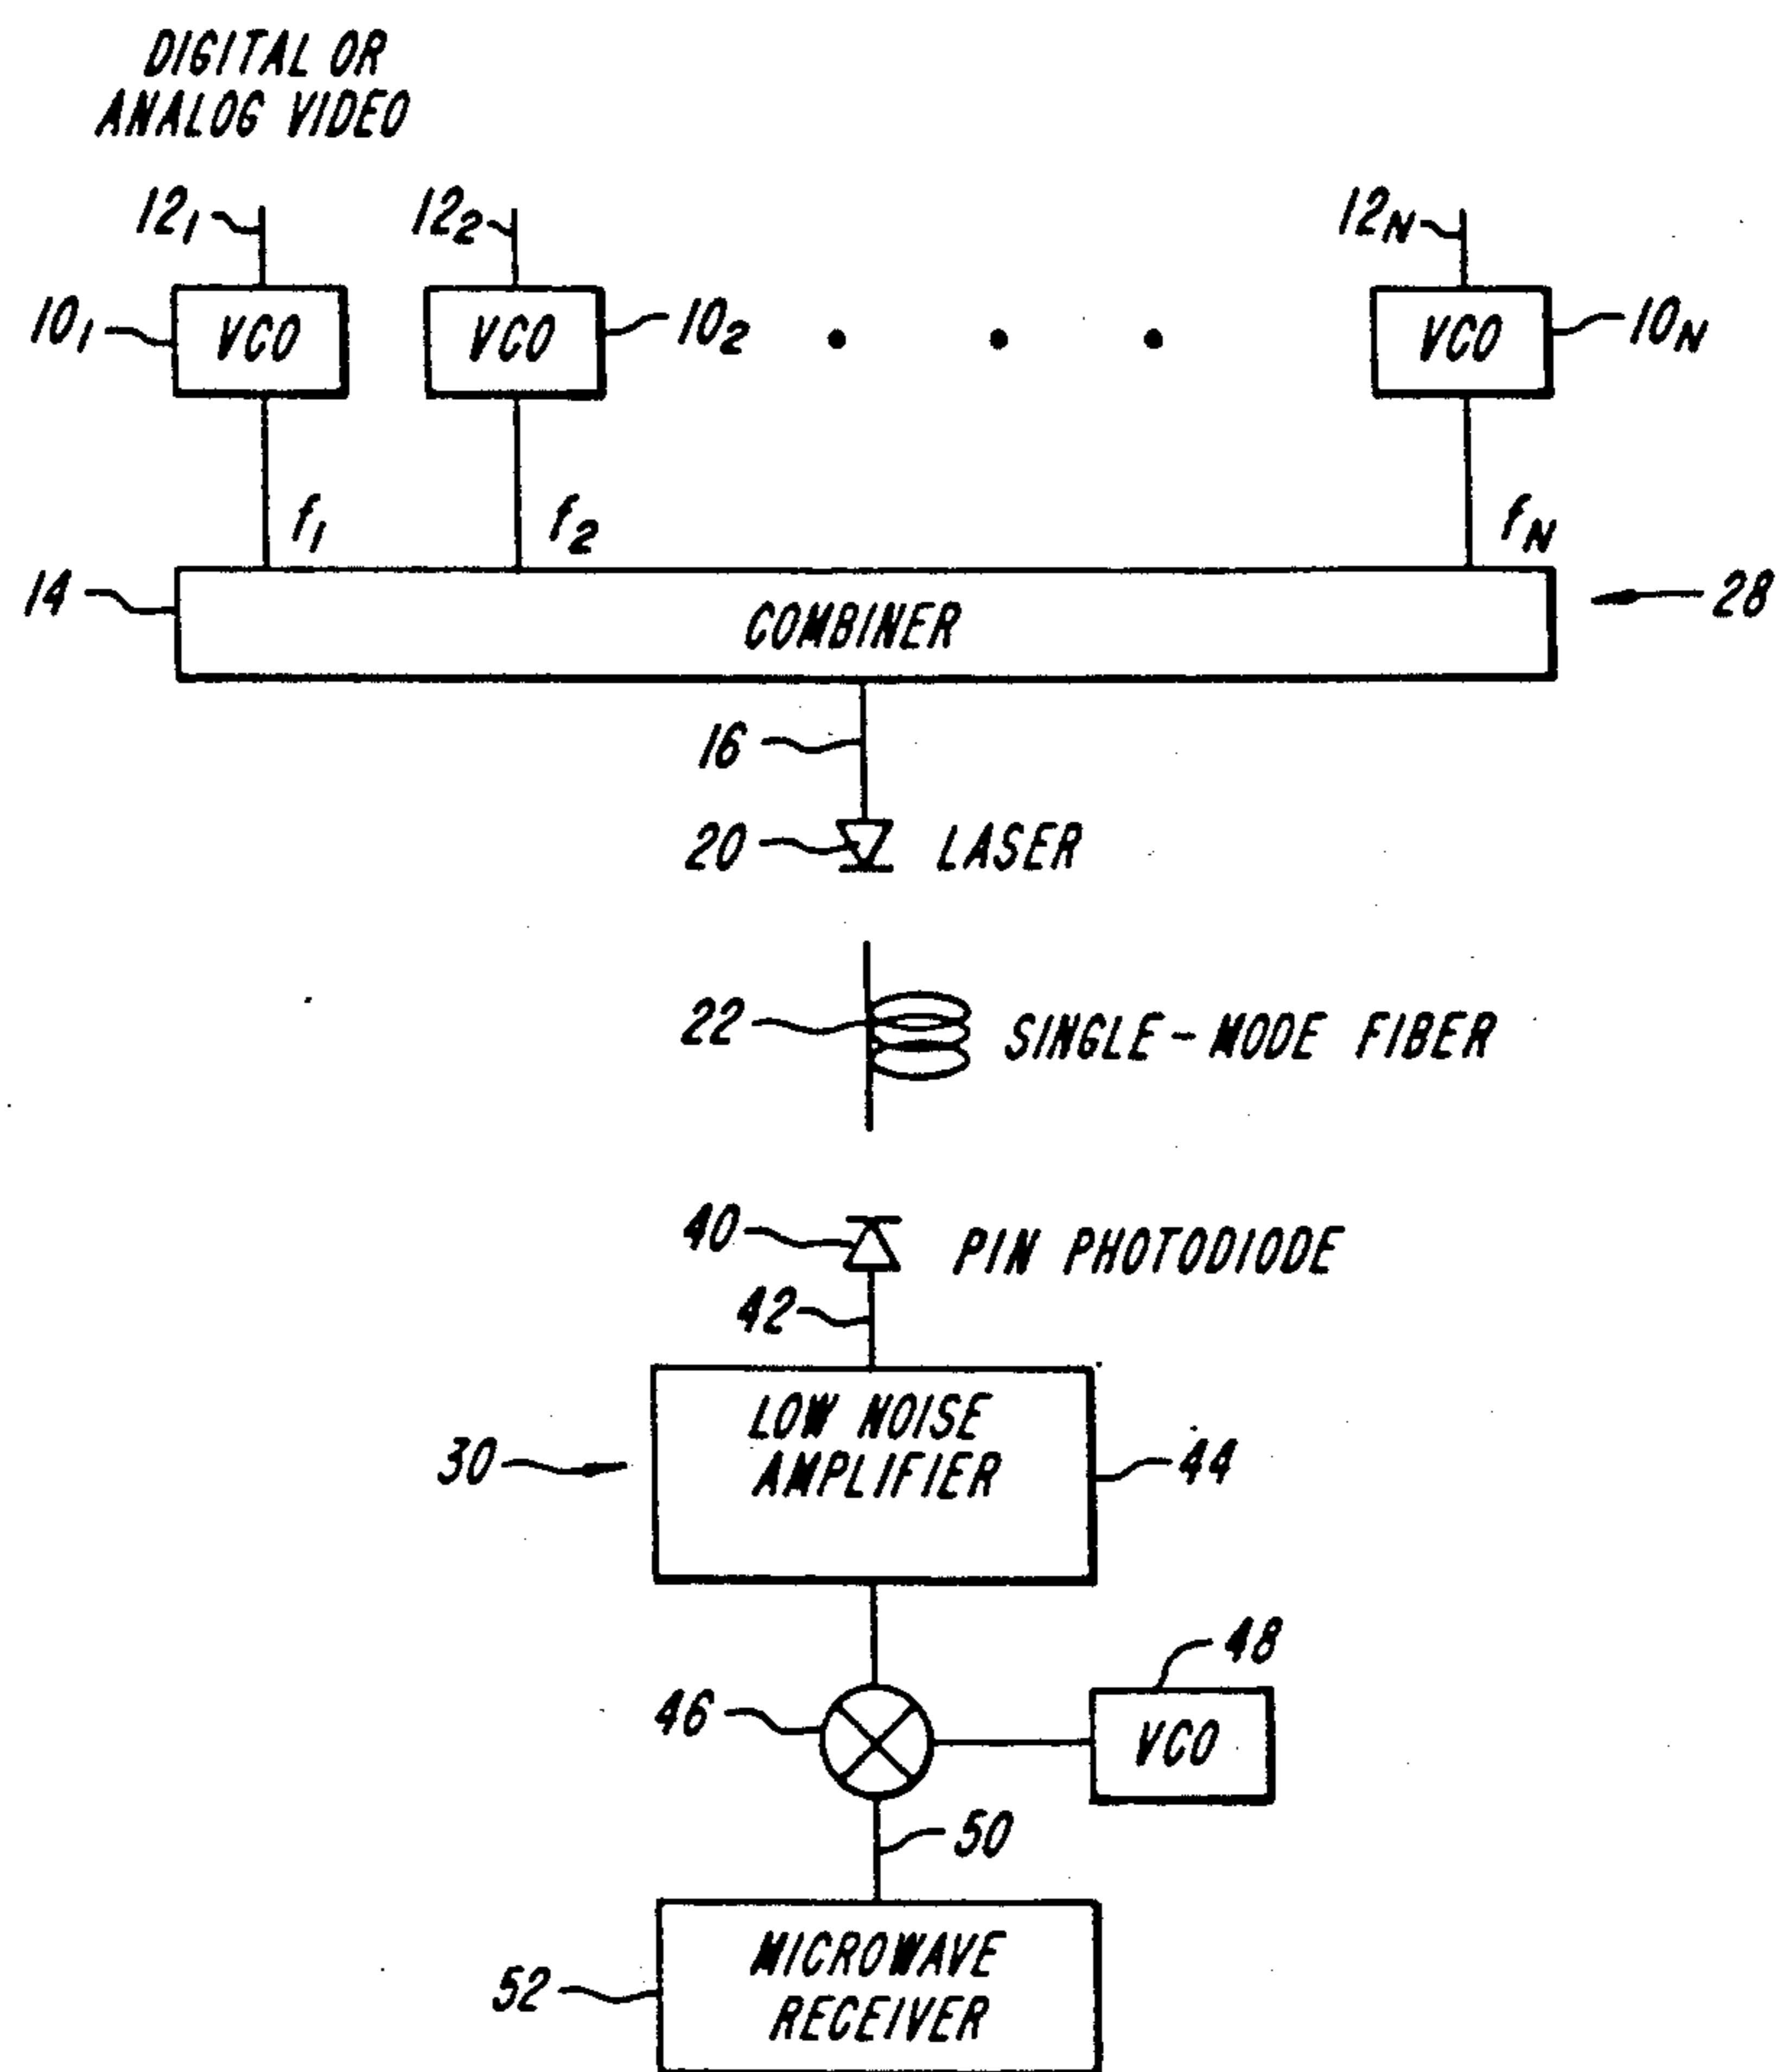 DIGITAL OR
ANALOG VIDEO
12₁ 12₂ 12N
10₁ VCO VCO 10₂ VCO 10N
f₁ f₂ fN
14 COMBINER 28
16
20 LASER
22 SINGLE-MODE FIBER
40 PIN PHOTODIODE
42
LOW NOISE
AMPLIFIER
30 44
48
46 VCO
50
MICROWAVE
52 RECEIVER